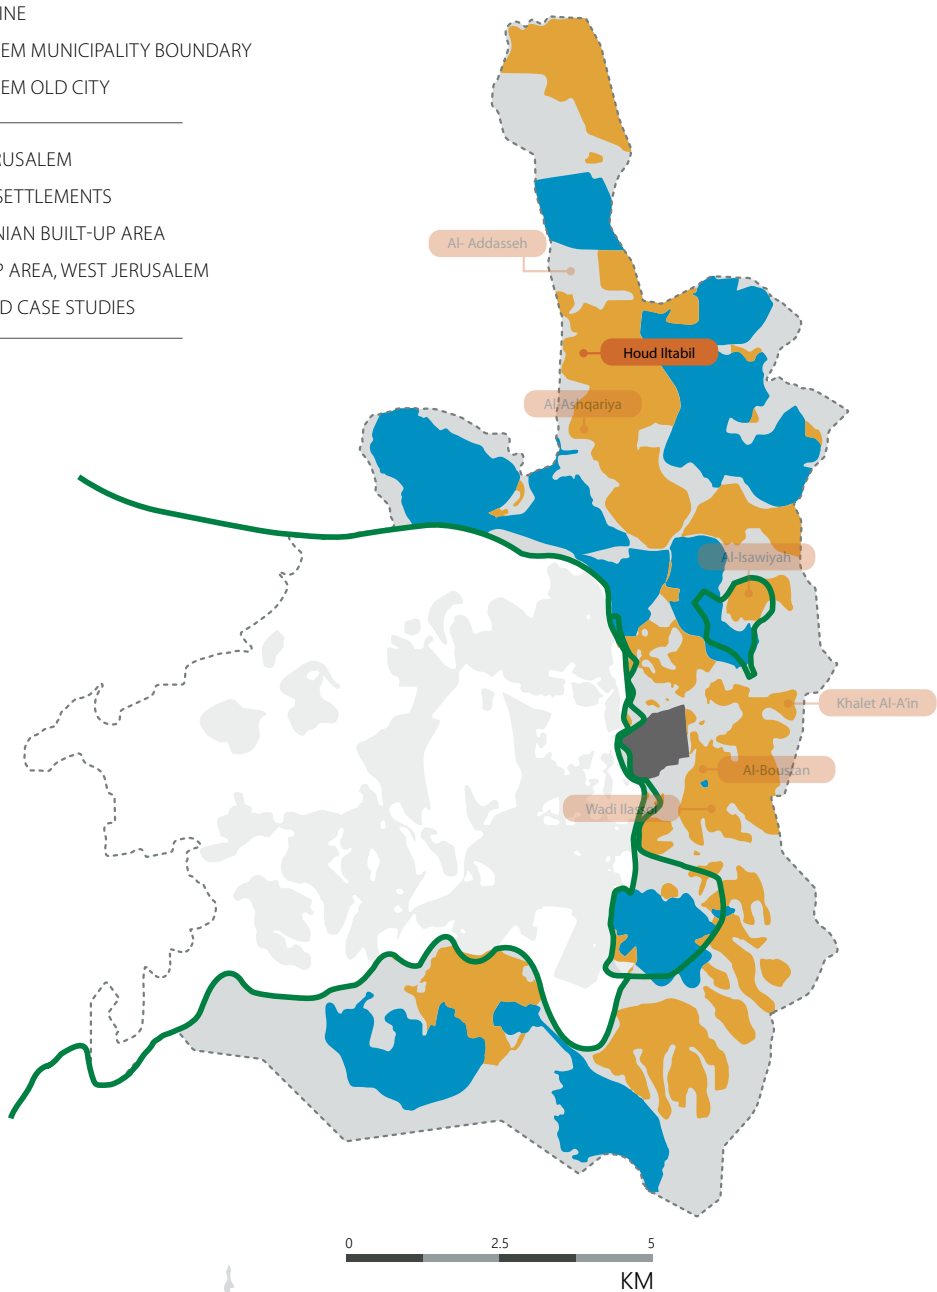 INE
EM MUNICIPALITY BOUNDARY
EM OLD CITY
RUSALEM
SETTLEMENTS
NIAN BUILT-UP AREA
P AREA, WEST JERUSALEM
D CASE STUDIES
Al- Addasseh
Houd Iltabil
Al-Ashqariya
Al-Isawiyah
Khalet Al-A'in
Al-Boustan
Wadi Ilassol
0 2.5 5
KM